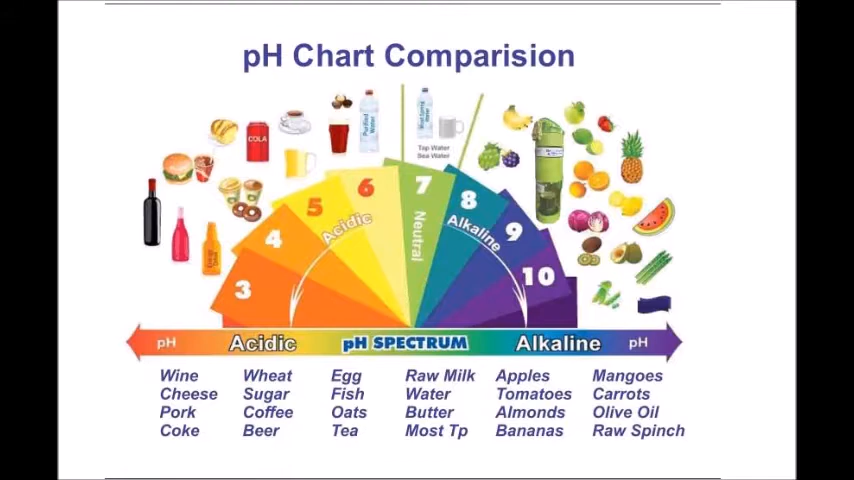 pH Chart Comparision
COLA
Purified Water
Tap Water
Sea Water
3
4
5
6
7
8
9
10
Acidic
Neutral
Alkaline
pH Acidic pH SPECTRUM Alkaline pH
Wine Wheat Egg Raw Milk Apples Mangoes
Cheese Sugar Fish Water Tomatoes Carrots
Pork Coffee Oats Butter Almonds Olive Oil
Coke Beer Tea Most Tp Bananas Raw Spinch